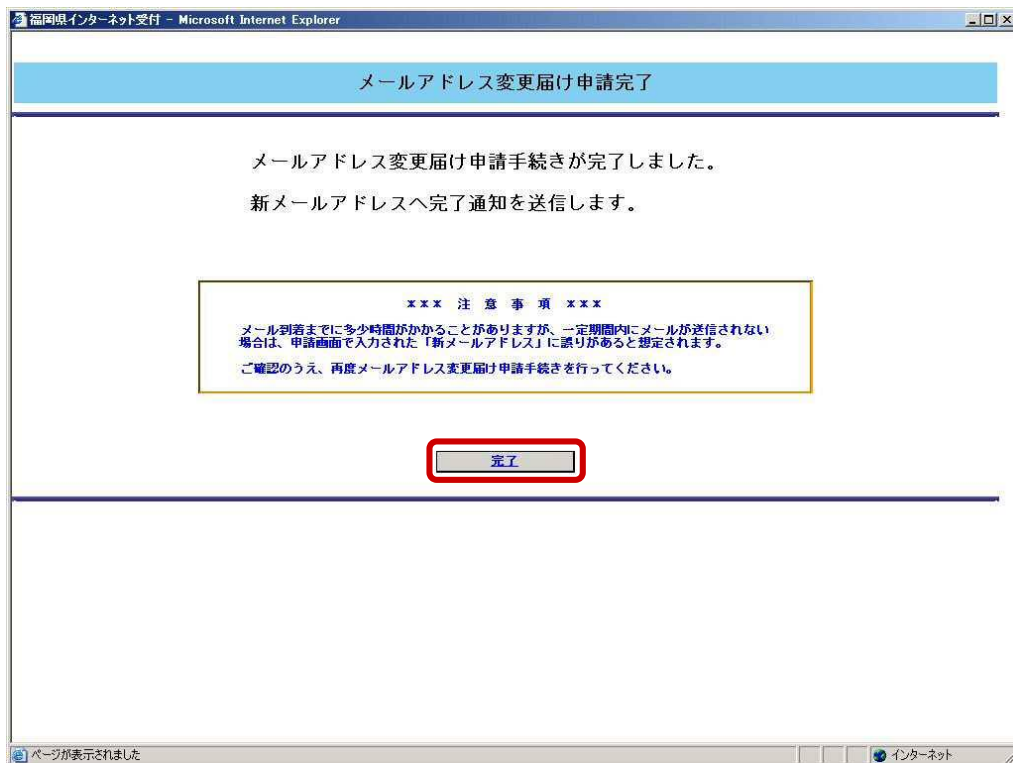 福岡県インターネット受付 - Microsoft Internet Explorer
メールアドレス変更届け申請完了
メールアドレス変更届け申請手続きが完了しました。
新メールアドレスへ完了通知を送信します。
*** 注 意 事 項 ***
メール到着までに多少時間がかかることがありますが、一定期間内にメールが送信されない
場合は、申請画面で入力された「新メールアドレス」に誤りがあると想定されます。
ご確認のうえ、再度メールアドレス変更届け申請手続きを行ってください。
完了
ページが表示されました
インターネット